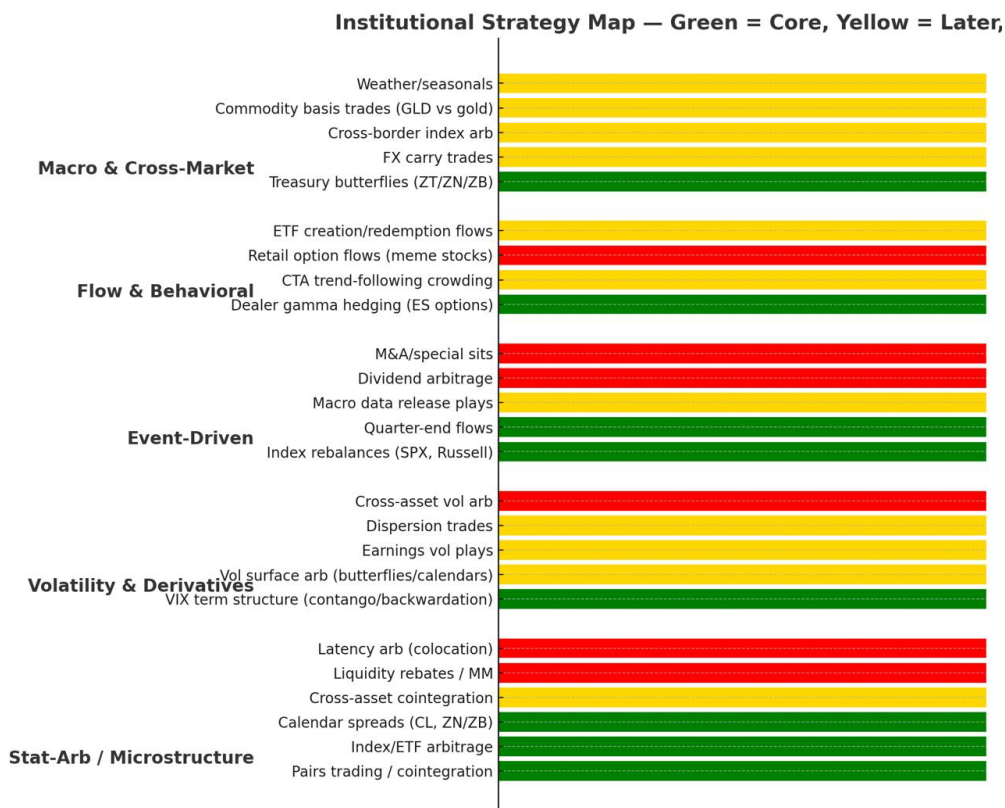 Institutional Strategy Map — Green = Core, Yellow = Later,
Macro & Cross-Market
Weather/seasonals
Commodity basis trades (GLD vs gold)
Cross-border index arb
FX carry trades
Treasury butterflies (ZT/ZN/ZB)
Flow & Behavioral
ETF creation/redemption flows
Retail option flows (meme stocks)
CTA trend-following crowding
Dealer gamma hedging (ES options)
Event-Driven
M&A/special sits
Dividend arbitrage
Macro data release plays
Quarter-end flows
Index rebalances (SPX, Russell)
Volatility & Derivatives
Cross-asset vol arb
Dispersion trades
Earnings vol plays
Vol surface arb (butterflies/calendars)
VIX term structure (contango/backwardation)
Stat-Arb / Microstructure
Latency arb (colocation)
Liquidity rebates / MM
Cross-asset cointegration
Calendar spreads (CL, ZN/ZB)
Index/ETF arbitrage
Pairs trading / cointegration